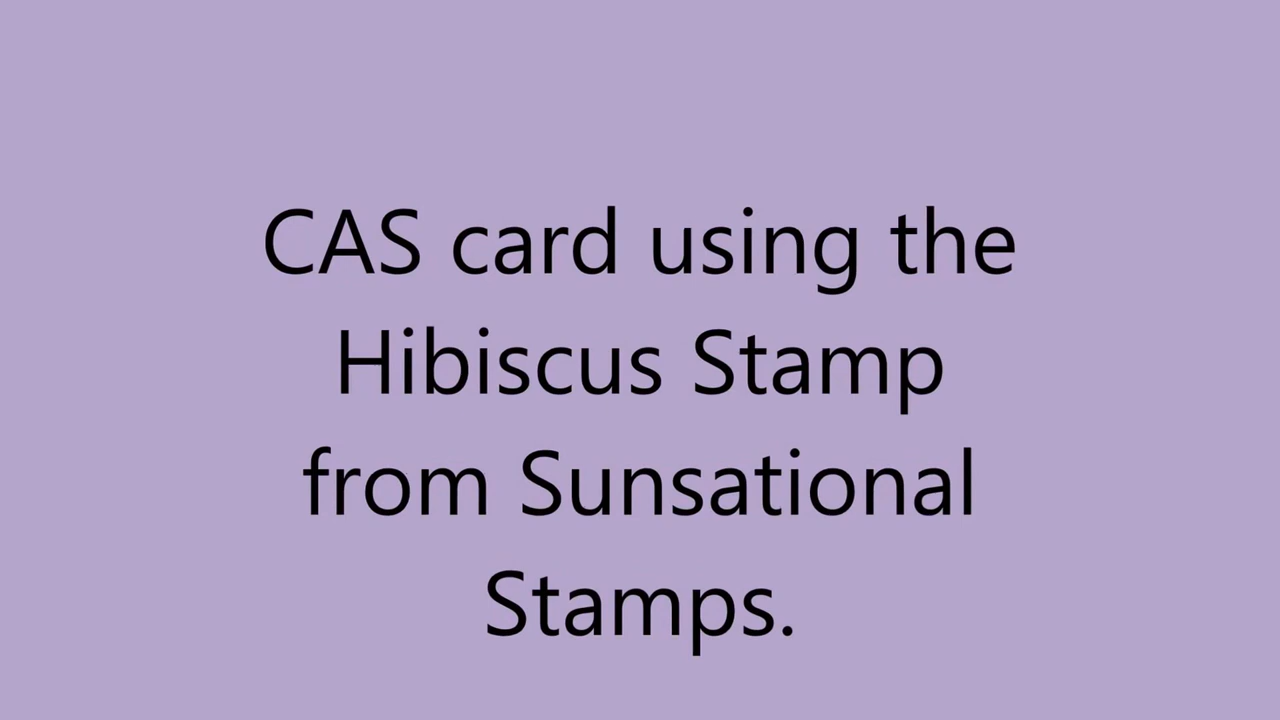 CAS card using the
Hibiscus Stamp
from Sunsational
Stamps.